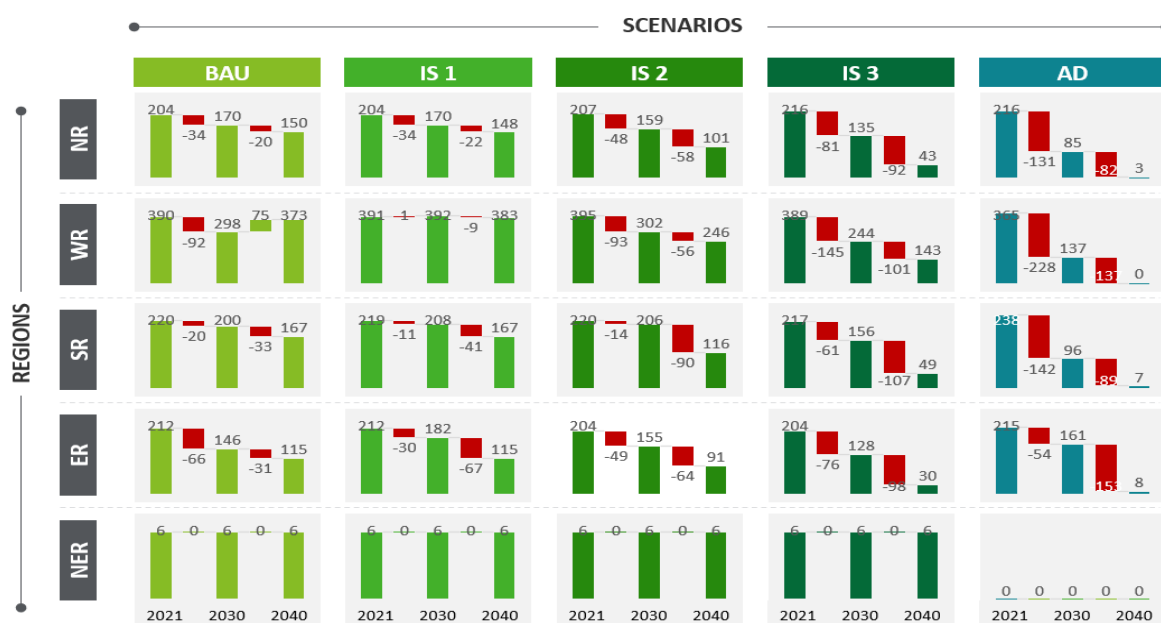 SCENARIOS
BAU IS 1 IS 2 IS 3 AD
REGIONS
NR
204 -34 170 -20 150
204 -34 170 -22 148
207 -48 159 -58 101
216 -81 135 -92 43
216 -131 85 -82 3
WR
390 -92 298 75 373
391 1 392 -9 383
395 -93 302 -56 246
389 -145 244 -101 143
365 -228 137 -137 0
SR
220 -20 200 -33 167
219 -11 208 -41 167
220 -14 206 -90 116
217 -61 156 -107 49
238 -142 96 -89 7
ER
212 -66 146 -31 115
212 -30 182 -67 115
204 -49 155 -64 91
204 -76 128 -98 30
215 -54 161 -153 8
NER
6 0 6 0 6
6 0 6 0 6
6 0 6 0 6
6 0 6 0 6
0 0 0 0 0
2021 2030 2040
2021 2030 2040
2021 2030 2040
2021 2030 2040
2021 2030 2040